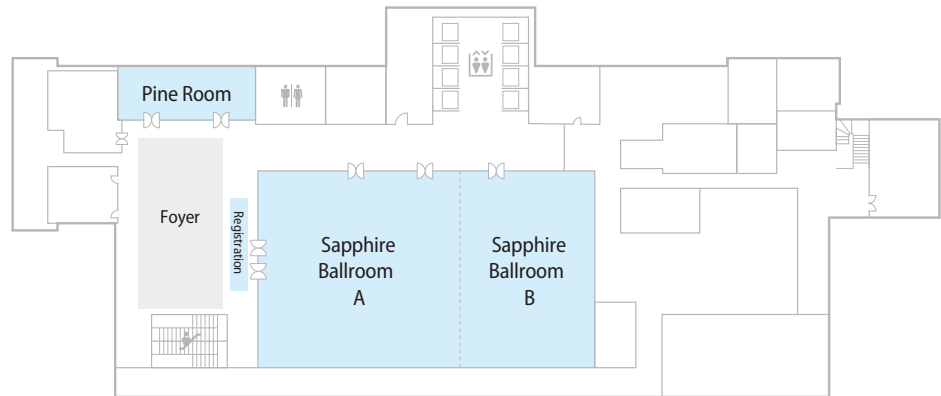 Pine Room
Foyer
Registration
Sapphire
Ballroom
A
Sapphire
Ballroom
B